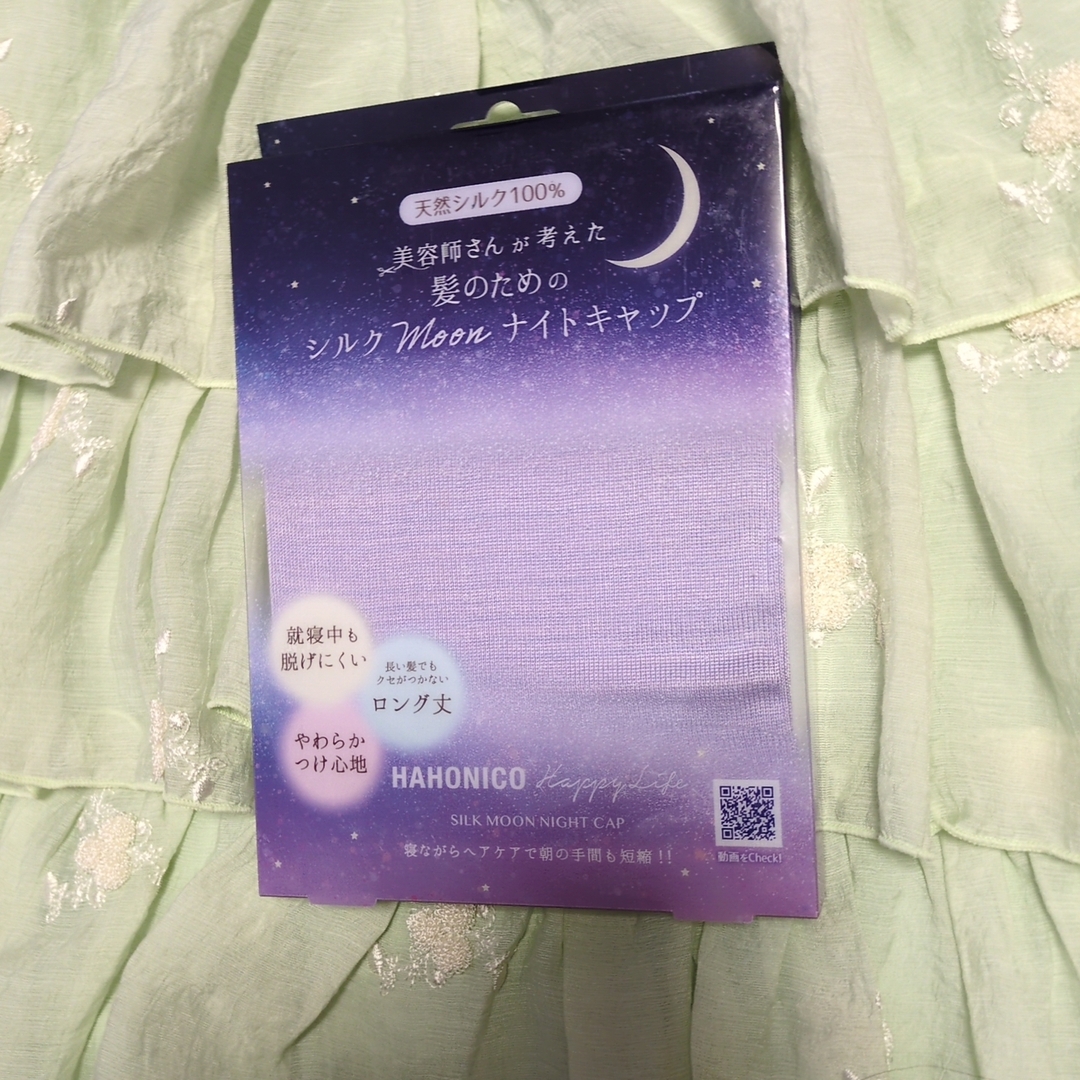 天然シルク100%
美容師さんが考えた
髪のための
シルクMoonナイトキャップ
就寝中も
脱げにくい
長い髪でも
クセがつかない
ロング丈
やわらか
つけ心地
HAHONICO Happy Life
SILK MOON NIGHT CAP
寝ながらヘアケアで朝の手間も短縮!!
動画をCheck!